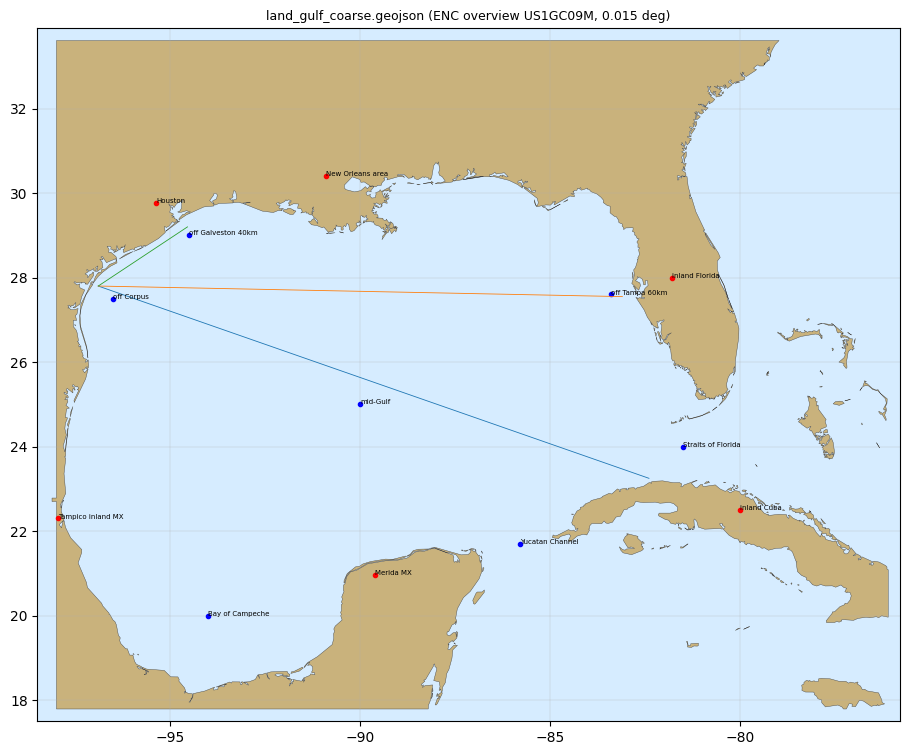 land_gulf_coarse.geojson (ENC overview US1GC09M, 0.015 deg)
32
New Orleans area
30
Houston
off Galveston 40km
28
Inland Florida
off Corpus
off Tampa 60km
26
mid-Gulf
24
Straits of Florida
Inland Cuba
22
Tampico inland MX
Yucatan Channel
Merida MX
20
Bay of Campeche
18
−95
−90
−85
−80